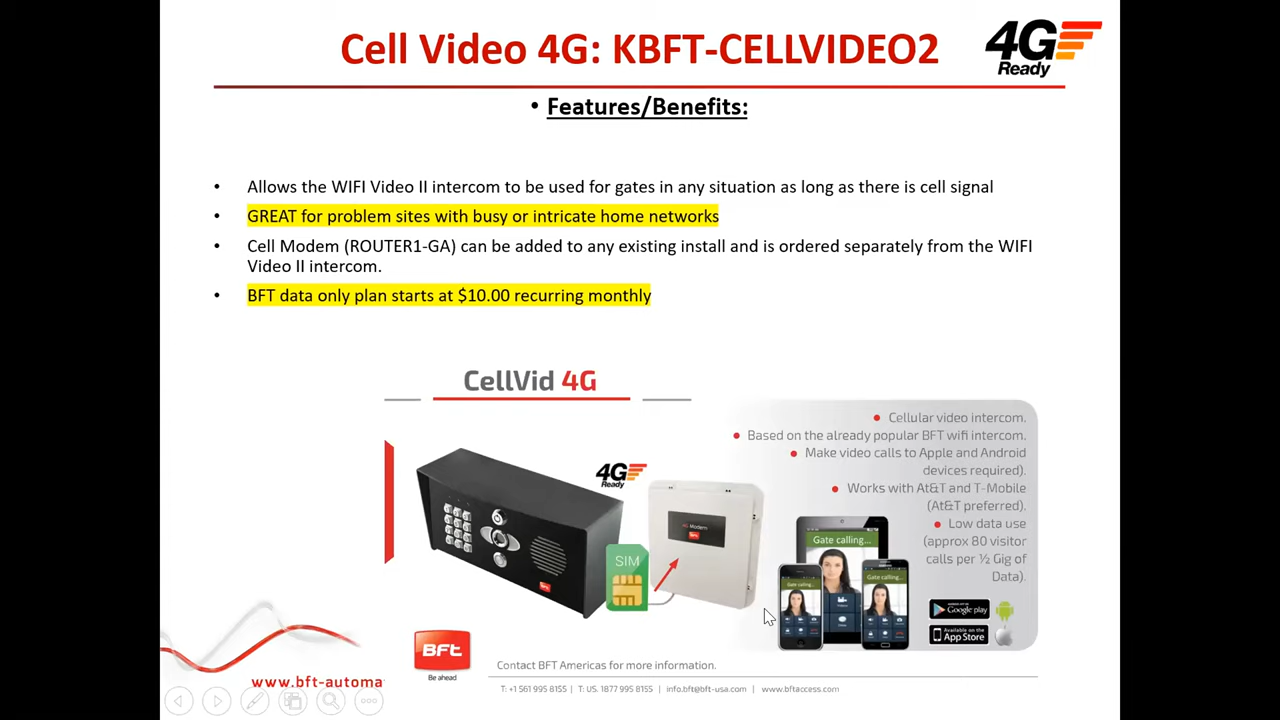 Cell Video 4G: KBFT-CELLVIDEO2
4G
Ready
• Features/Benefits:
• Allows the WIFI Video II intercom to be used for gates in any situation as long as there is cell signal
• GREAT for problem sites with busy or intricate home networks
• Cell Modem (ROUTER1-GA) can be added to any existing install and is ordered separately from the WIFI
Video II intercom.
• BFT data only plan starts at $10.00 recurring monthly
CellVid 4G
4G
Ready
4G Modem
BFT
SIM
BFT
• Cellular video intercom.
• Based on the already popular BFT wifi intercom.
• Make video calls to Apple and Android
devices required).
• Works with At&T and T-Mobile
(At&T preferred).
• Low data use
(approx 80 visitor
calls per ½ Gig of
Data).
Gate calling...
Gate calling...
Gate calling...
Google play
Available on the
App Store
BFT
Be ahead
Contact BFT Americas for more information.
T: +1 561 995 8155 | T: US. 1877 995 8155 | info.bft@bft-usa.com | www.bftaccess.com
www.bft-automa